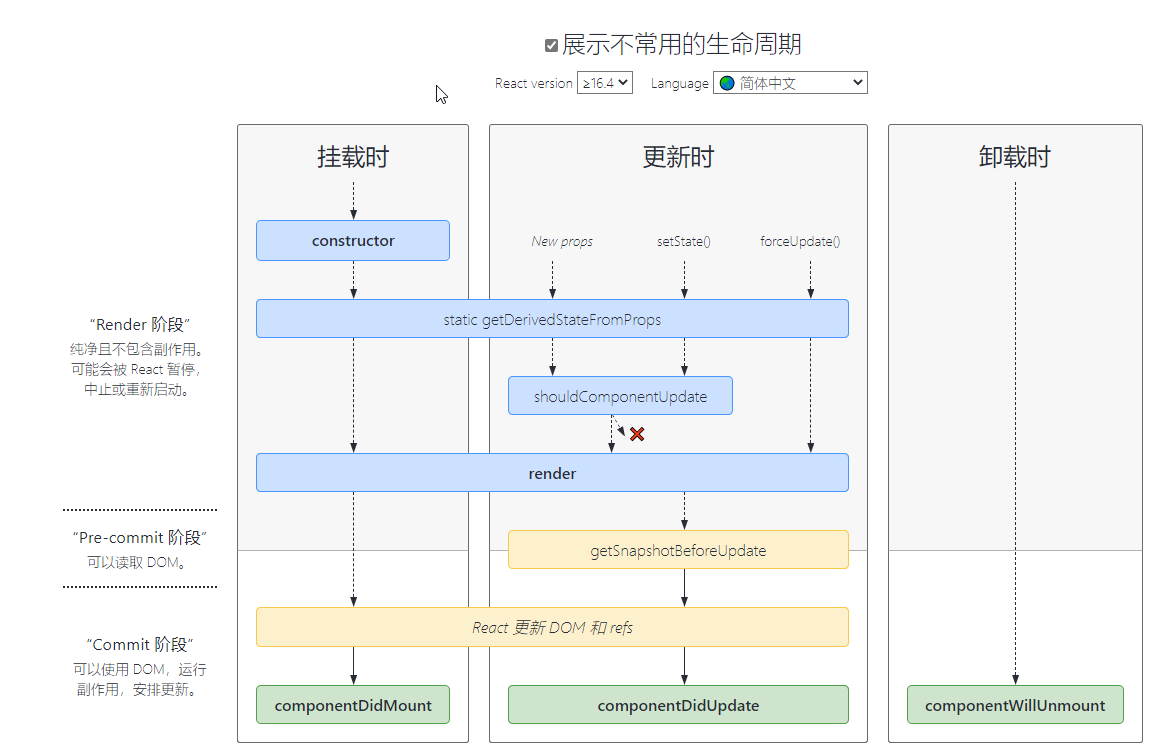 展示不常用的生命周期
React version ≥16.4 Language 简体中文
挂载时
更新时
卸载时
constructor
New props
setState()
forceUpdate()
“Render 阶段”
纯净且不包含副作用。
可能会被 React 暂停，
中止或重新启动。
static getDerivedStateFromProps
shouldComponentUpdate
render
“Pre-commit 阶段”
可以读取 DOM。
getSnapshotBeforeUpdate
React 更新 DOM 和 refs
“Commit 阶段”
可以使用 DOM，运行
副作用，安排更新。
componentDidMount
componentDidUpdate
componentWillUnmount